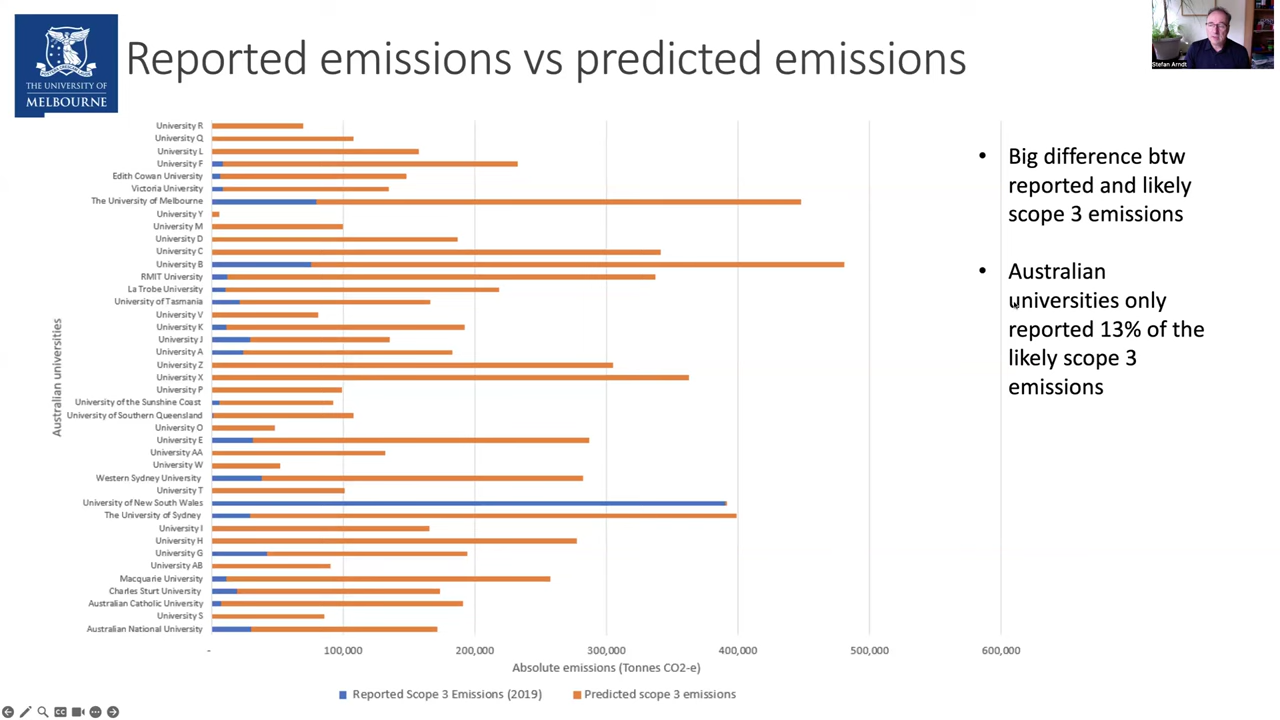 Reported emissions vs predicted emissions
THE UNIVERSITY OF
MELBOURNE
Stefan Arndt
University R
University Q
University L
University F
Edith Cowan University
Victoria University
The University of Melbourne
University Y
University M
University D
University C
University B
RMIT University
La Trobe University
University of Tasmania
University V
University K
University J
University A
University Z
University X
University P
University of the Sunshine Coast
University of Southern Queensland
University O
University E
University AA
University W
Western Sydney University
University T
University of New South Wales
The University of Sydney
University I
University H
University G
University AB
Macquarie University
Charles Sturt University
Australian Catholic University
University S
Australian National University
Australian universities
- 100,000 200,000 300,000 400,000 500,000 600,000
Absolute emissions (Tonnes CO2-e)
Reported Scope 3 Emissions (2019) Predicted scope 3 emissions
• Big difference btw
reported and likely
scope 3 emissions
• Australian
universities only
reported 13% of the
likely scope 3
emissions